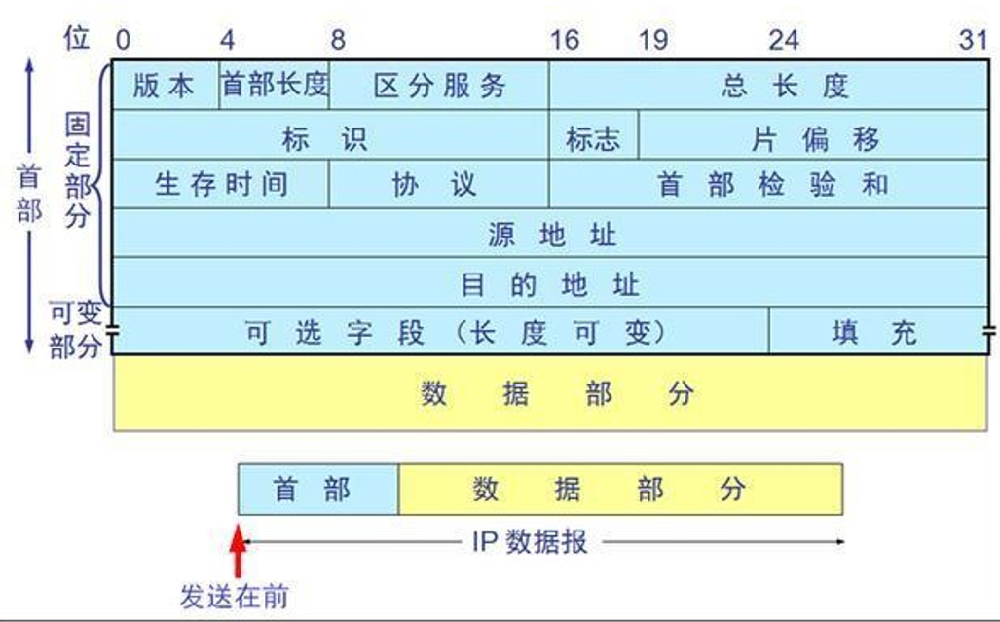 位 0 4 8 16 19 24 31
版本 首部长度 区分服务 总长度
标识 标志 片偏移
生存时间 协议 首部检验和
源地址
目的地址
可选字段（长度可变） 填充
数据部分
首部
固定部分
可变部分
首部 数据部分
IP 数据报
发送在前